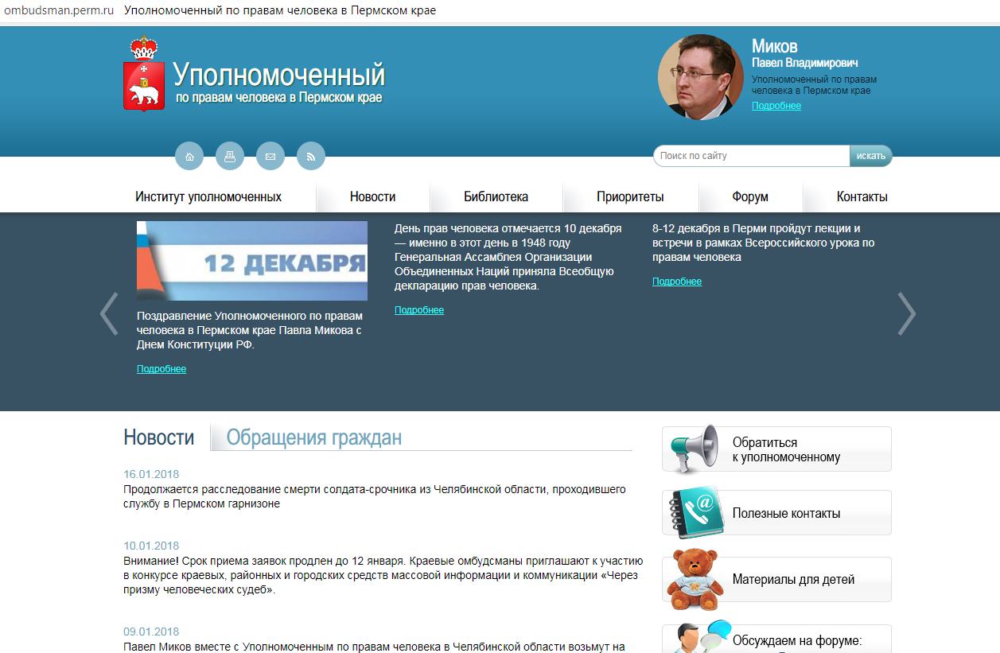 ombudsman.perm.ru Уполномоченный по правам человека в Пермском крае
Уполномоченный
по правам человека в Пермском крае
Миков
Павел Владимирович
Уполномоченный по правам
человека в Пермском крае
Подробнее
Поиск по сайту
искать
Институт уполномоченных
Новости
Библиотека
Приоритеты
Форум
Контакты
12 ДЕКАБРЯ
Поздравление Уполномоченного по правам
человека в Пермском крае Павла Микова с
Днем Конституции РФ.
Подробнее
День прав человека отмечается 10 декабря
— именно в этот день в 1948 году
Генеральная Ассамблея Организации
Объединенных Наций приняла Всеобщую
декларацию прав человека.
Подробнее
8-12 декабря в Перми пройдут лекции и
встречи в рамках Всероссийского урока по
правам человека
Подробнее
Новости
Обращения граждан
16.01.2018
Продолжается расследование смерти солдата-срочника из Челябинской области, проходившего
службу в Пермском гарнизоне
10.01.2018
Внимание! Срок приема заявок продлен до 12 января. Краевые омбудсманы приглашают к участию
в конкурсе краевых, районных и городских средств массовой информации и коммуникации «Через
призму человеческих судеб».
09.01.2018
Павел Миков вместе с Уполномоченным по правам человека в Челябинской области возьмут на
Обратиться
к уполномоченному
@
Полезные контакты
Материалы для детей
Обсуждаем на форуме: